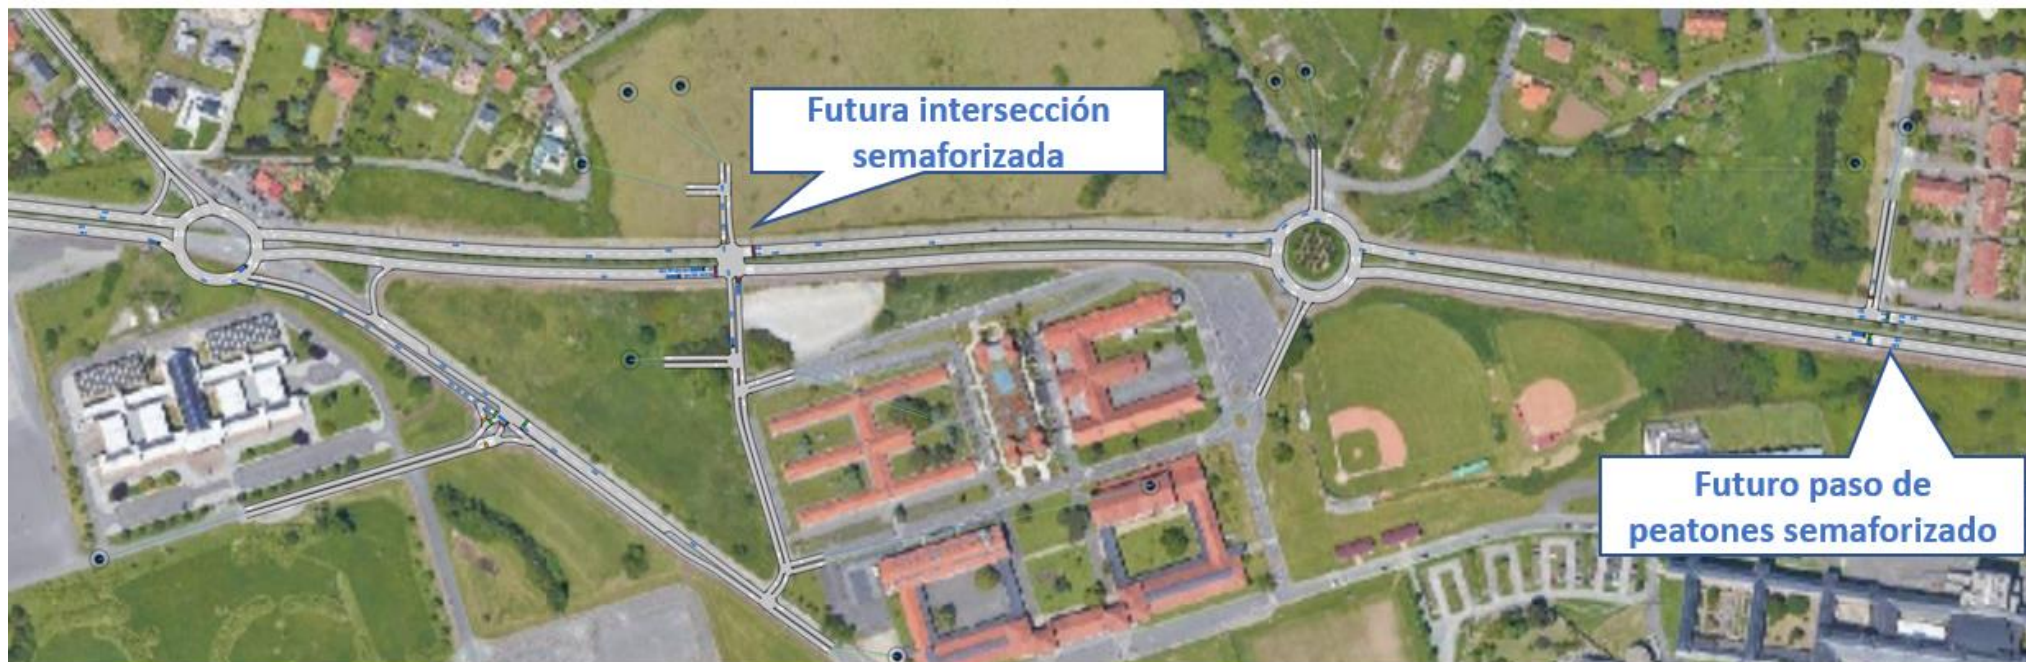 Futura intersección
semaforizada
Futuro paso de
peatones semaforizado